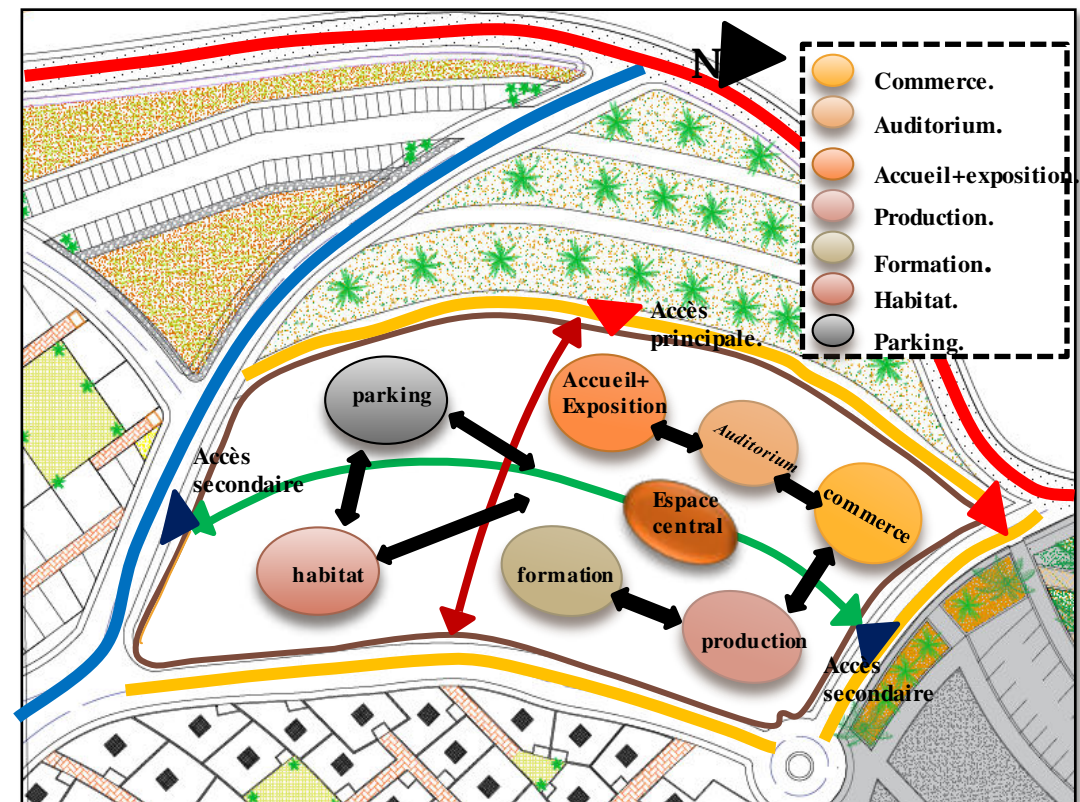 N
Commerce.
Auditorium.
Accueil+exposition.
Production.
Formation.
Habitat.
Parking.
Accès
principale.
parking
Accueil+
Exposition
Auditorium
commerce
Accès
secondaire
Espace
central
habitat
formation
production
Accès
secondaire